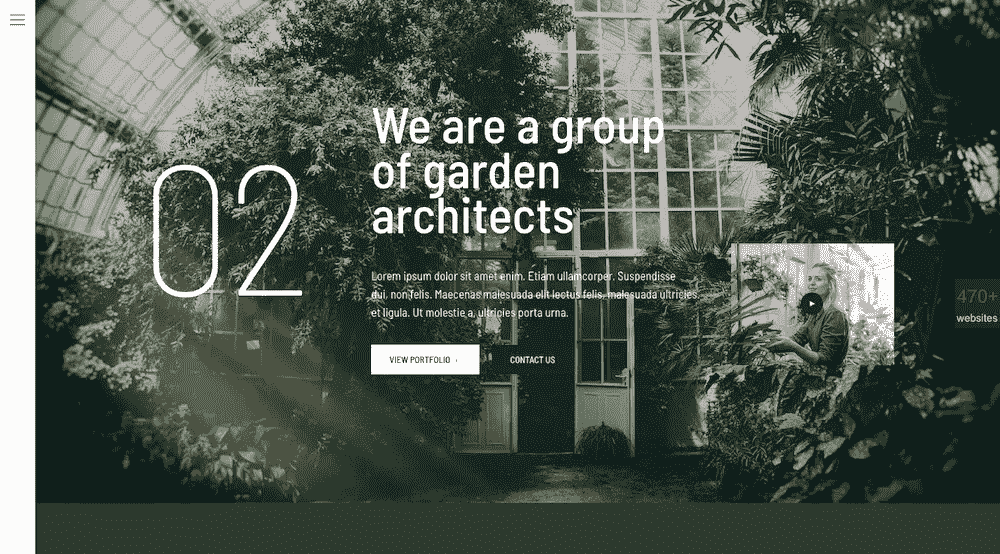 02
We are a group
of garden
architects
Lorem ipsum dolor sit amet enim. Etiam ullamcorper. Suspendisse
dui, non felis. Maecenas malesuada elit lectus felis, malesuada ultricies,
et ligula. Ut molestie a, ultricies porta urna.
VIEW PORTFOLIO ›
CONTACT US
470+
websites